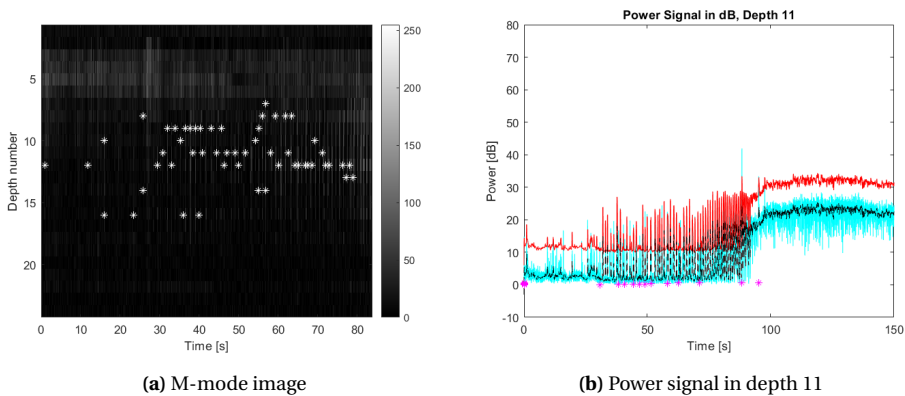 Depth number
5
10
15
20
0 10 20 30 40 50 60 70 80
Time [s]
250
200
150
100
50
0
(a) M-mode image
Power Signal in dB, Depth 11
Power [dB]
80
70
60
50
40
30
20
10
0
-10
0 50 100 150
Time [s]
(b) Power signal in depth 11